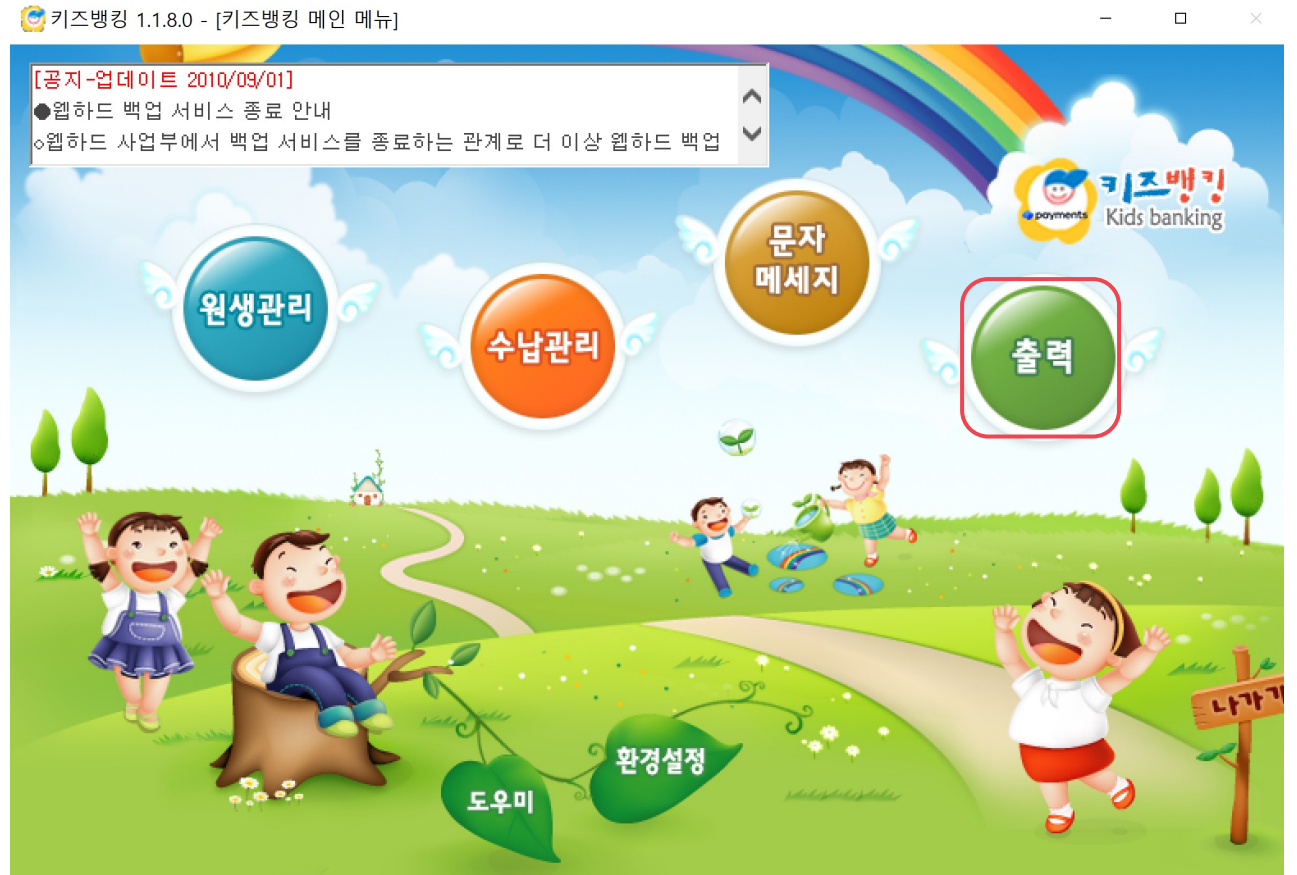 키즈뱅킹 1.1.8.0 - [키즈뱅킹 메인 메뉴]
[공지-업데이트 2010/09/01]
●웹하드 백업 서비스 종료 안내
◇웹하드 사업부에서 백업 서비스를 종료하는 관계로 더 이상 웹하드 백업
payments
키즈뱅킹
Kids banking
문자
메세지
원생관리
수납관리
출력
나가기
환경설정
도우미